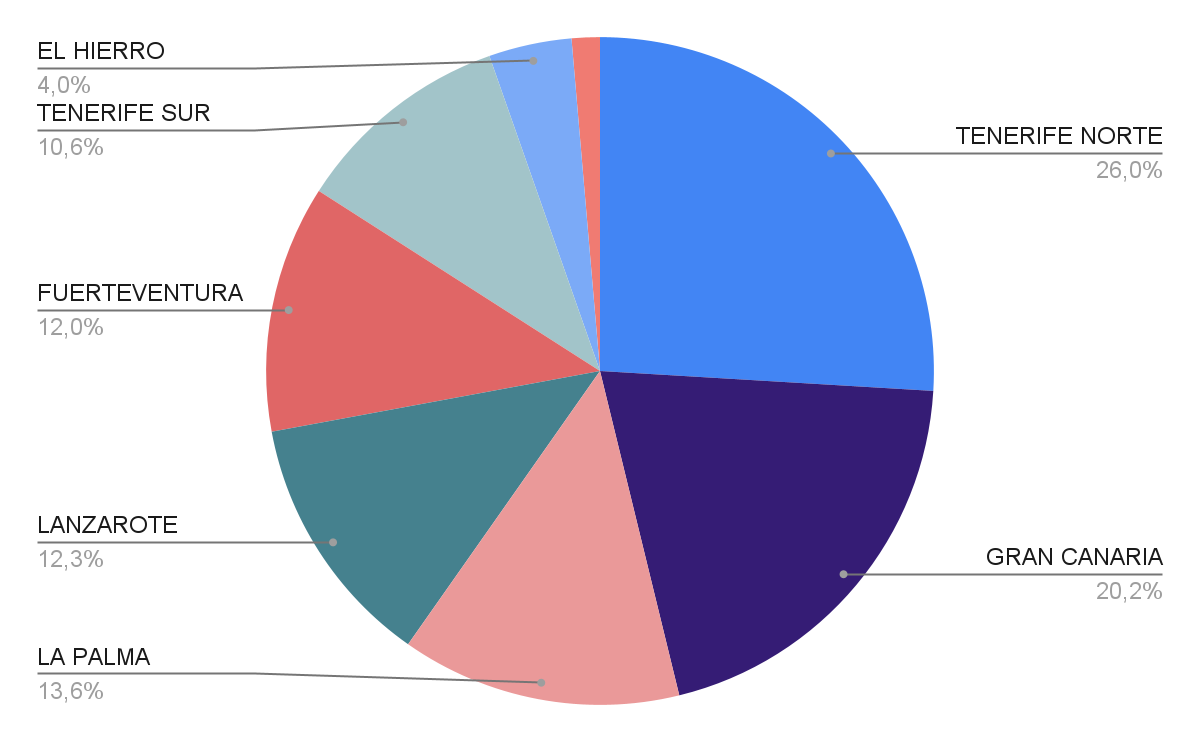 EL HIERRO
4,0%
TENERIFE SUR
10,6%
FUERTEVENTURA
12,0%
LANZAROTE
12,3%
LA PALMA
13,6%
TENERIFE NORTE
26,0%
GRAN CANARIA
20,2%